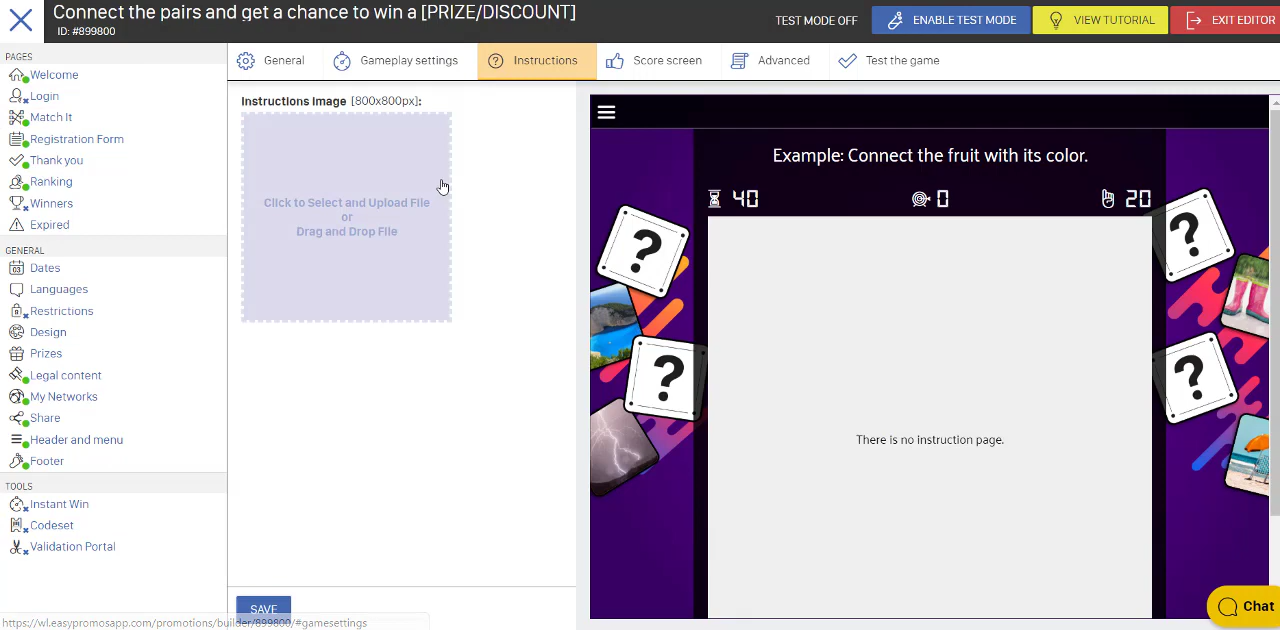 Connect the pairs and get a chance to win a [PRIZE/DISCOUNT]
ID: #899800
TEST MODE OFF
ENABLE TEST MODE
VIEW TUTORIAL
EXIT EDITOR
PAGES
Welcome
Login
Match It
Registration Form
Thank you
Ranking
Winners
Expired
GENERAL
Dates
Languages
Restrictions
Design
Prizes
Legal content
My Networks
Share
Header and menu
Footer
TOOLS
Instant Win
Codeset
Validation Portal
General
Gameplay settings
Instructions
Score screen
Advanced
Test the game
Instructions Image [800x800px]:
Click to Select and Upload File
or
Drag and Drop File
SAVE
Example: Connect the fruit with its color.
40
0
20
?
?
?
?
There is no instruction page.
Chat
https://wl.easypromosapp.com/promotions/builder/899800/#gamesettings